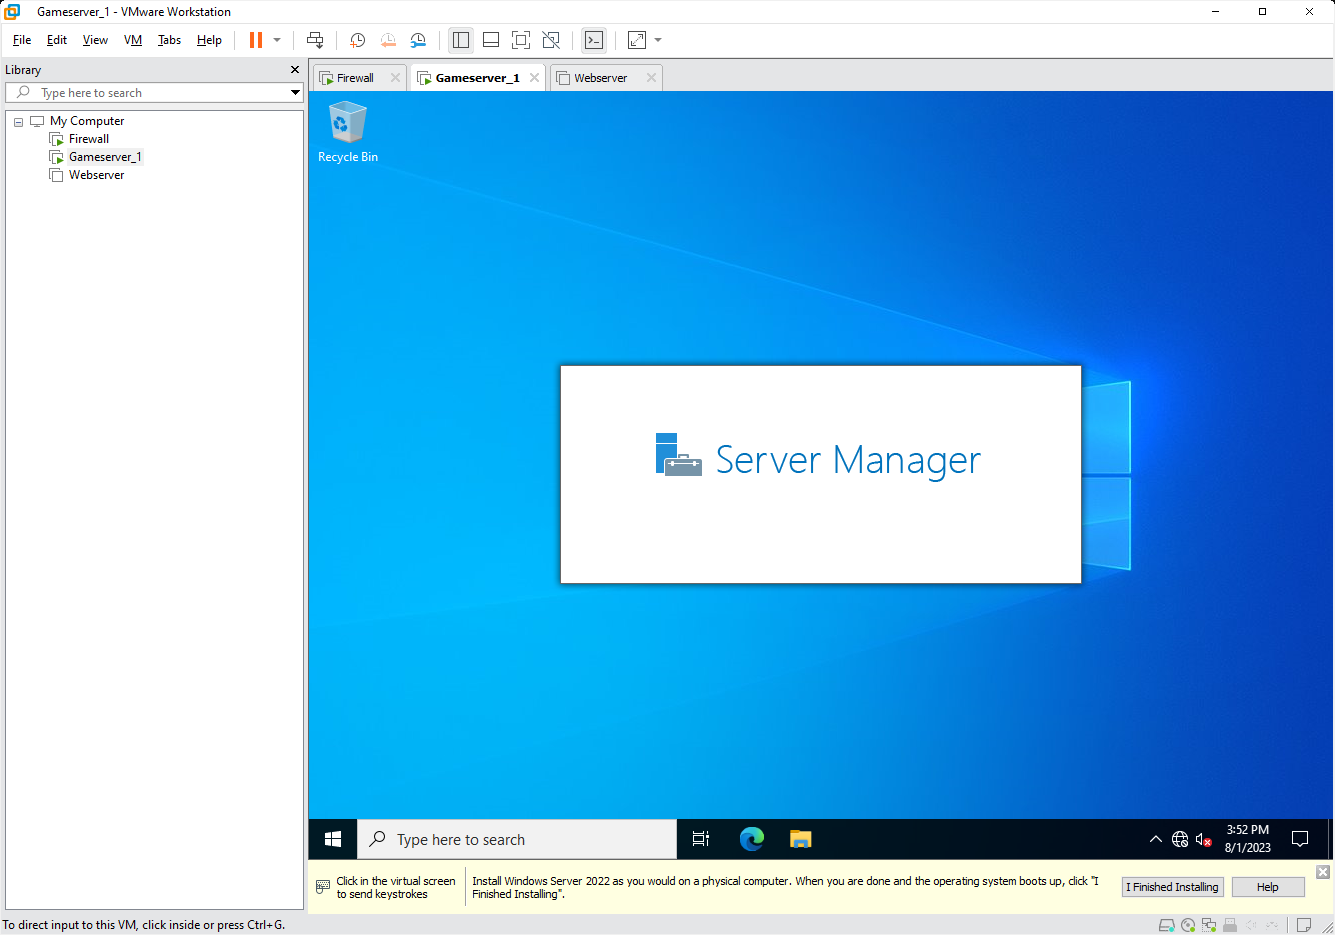 Gameserver_1 - VMware Workstation
File Edit View VM Tabs Help
Library
Type here to search
My Computer
Firewall
Gameserver_1
Webserver
Firewall
Gameserver_1
Webserver
Recycle Bin
Server Manager
Type here to search
3:52 PM
8/1/2023
Click in the virtual screen
to send keystrokes
Install Windows Server 2022 as you would on a physical computer. When you are done and the operating system boots up, click "I
Finished Installing".
I Finished Installing
Help
To direct input to this VM, click inside or press Ctrl+G.